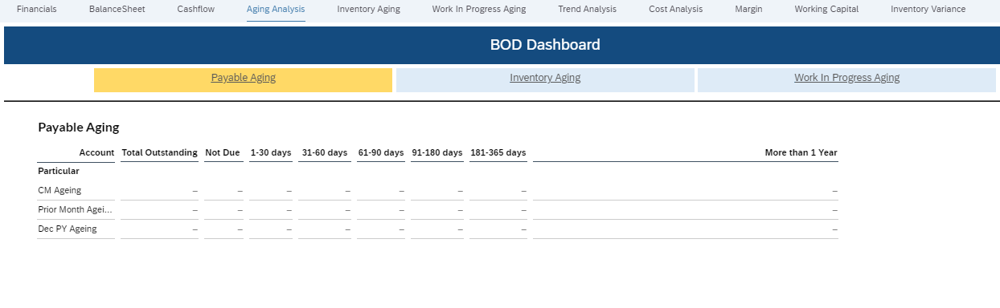 Financials BalanceSheet Cashflow Aging Analysis Inventory Aging Work In Progress Aging Trend Analysis Cost Analysis Margin Working Capital Inventory Variance
BOD Dashboard
Payable Aging Inventory Aging Work In Progress Aging
Payable Aging
Account Total Outstanding Not Due 1-30 days 31-60 days 61-90 days 91-180 days 181-365 days More than 1 Year
Particular
CM Ageing – – – – – – – –
Prior Month Agei... – – – – – – – –
Dec PY Ageing – – – – – – – –